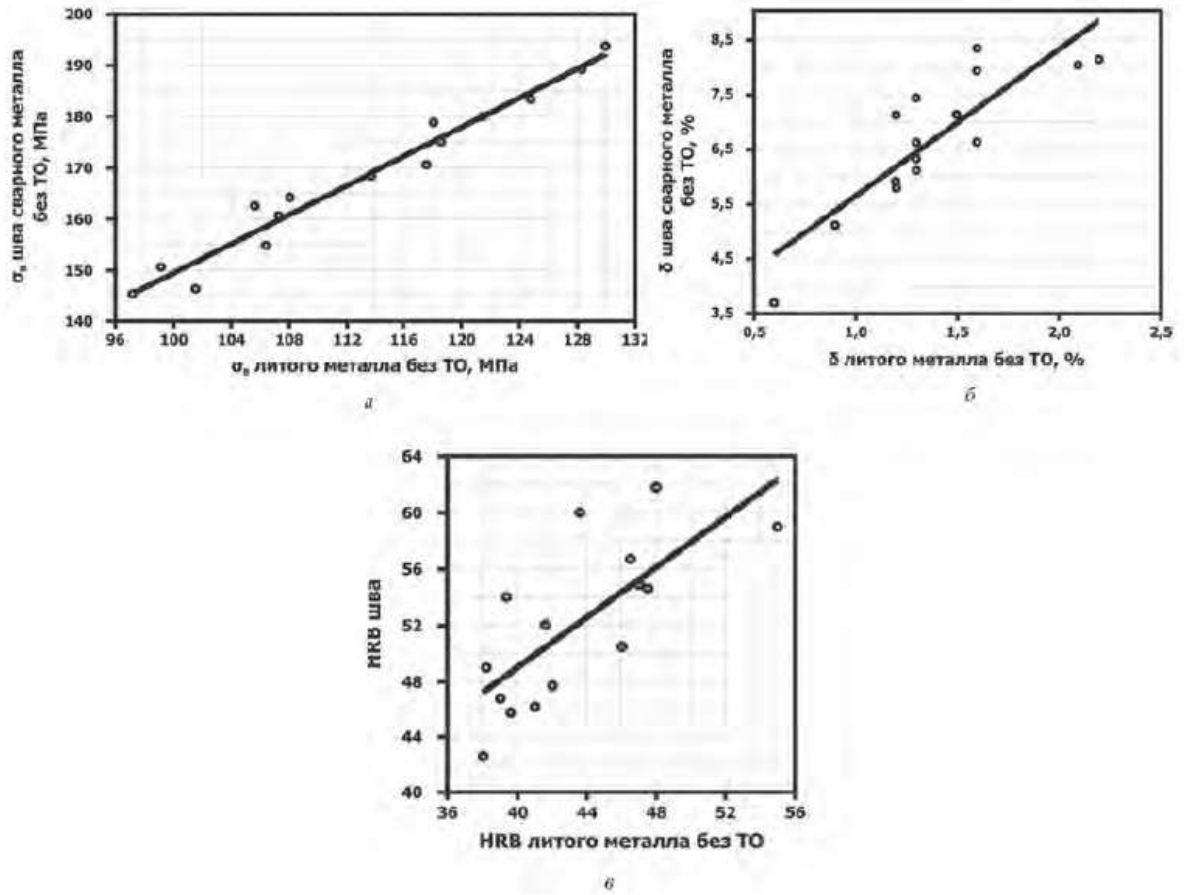 200
190
180
170
160
150
140
σв шва сварного металла
без ТО, МПа
96 100 104 108 112 116 120 124 128 132
σв литого металла без ТО, МПа
а
8,5
7,5
6,5
5,5
4,5
3,5
δ шва сварного металла
без ТО, %
0,5 1,0 1,5 2,0 2,5
δ литого металла без ТО, %
б
64
60
56
52
48
44
40
HRB шва
36 40 44 48 52 56
HRB литого металла без ТО
в